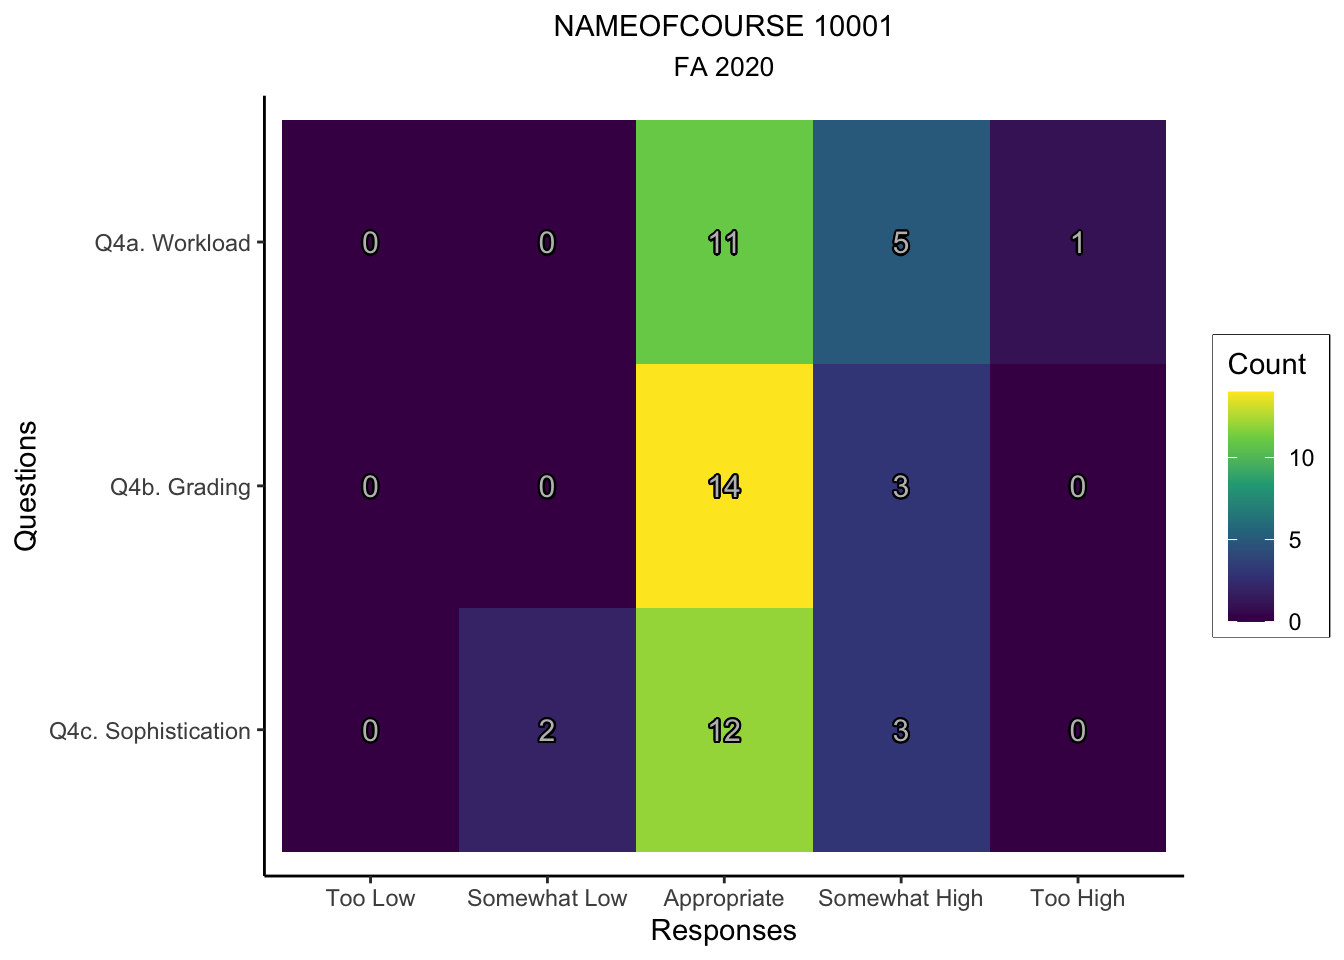 NAMEOFCOURSE 10001
FA 2020
Questions
Q4a. Workload 0 0 11 5 1
Q4b. Grading 0 0 14 3 0
Q4c. Sophistication 0 2 12 3 0
Too Low Somewhat Low Appropriate Somewhat High Too High
Responses
Count
10
5
0